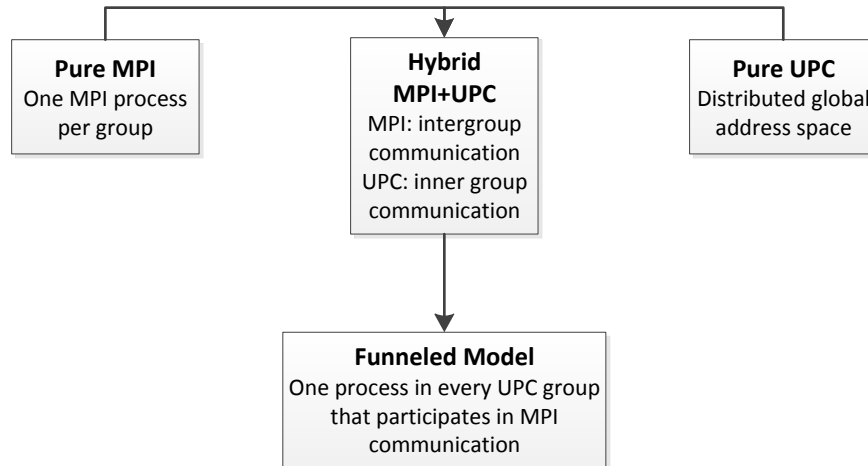 Pure MPI
One MPI process
per group
Hybrid
MPI+UPC
MPI: intergroup
communication
UPC: inner group
communication
Pure UPC
Distributed global
address space
Funneled Model
One process in every UPC group
that participates in MPI
communication